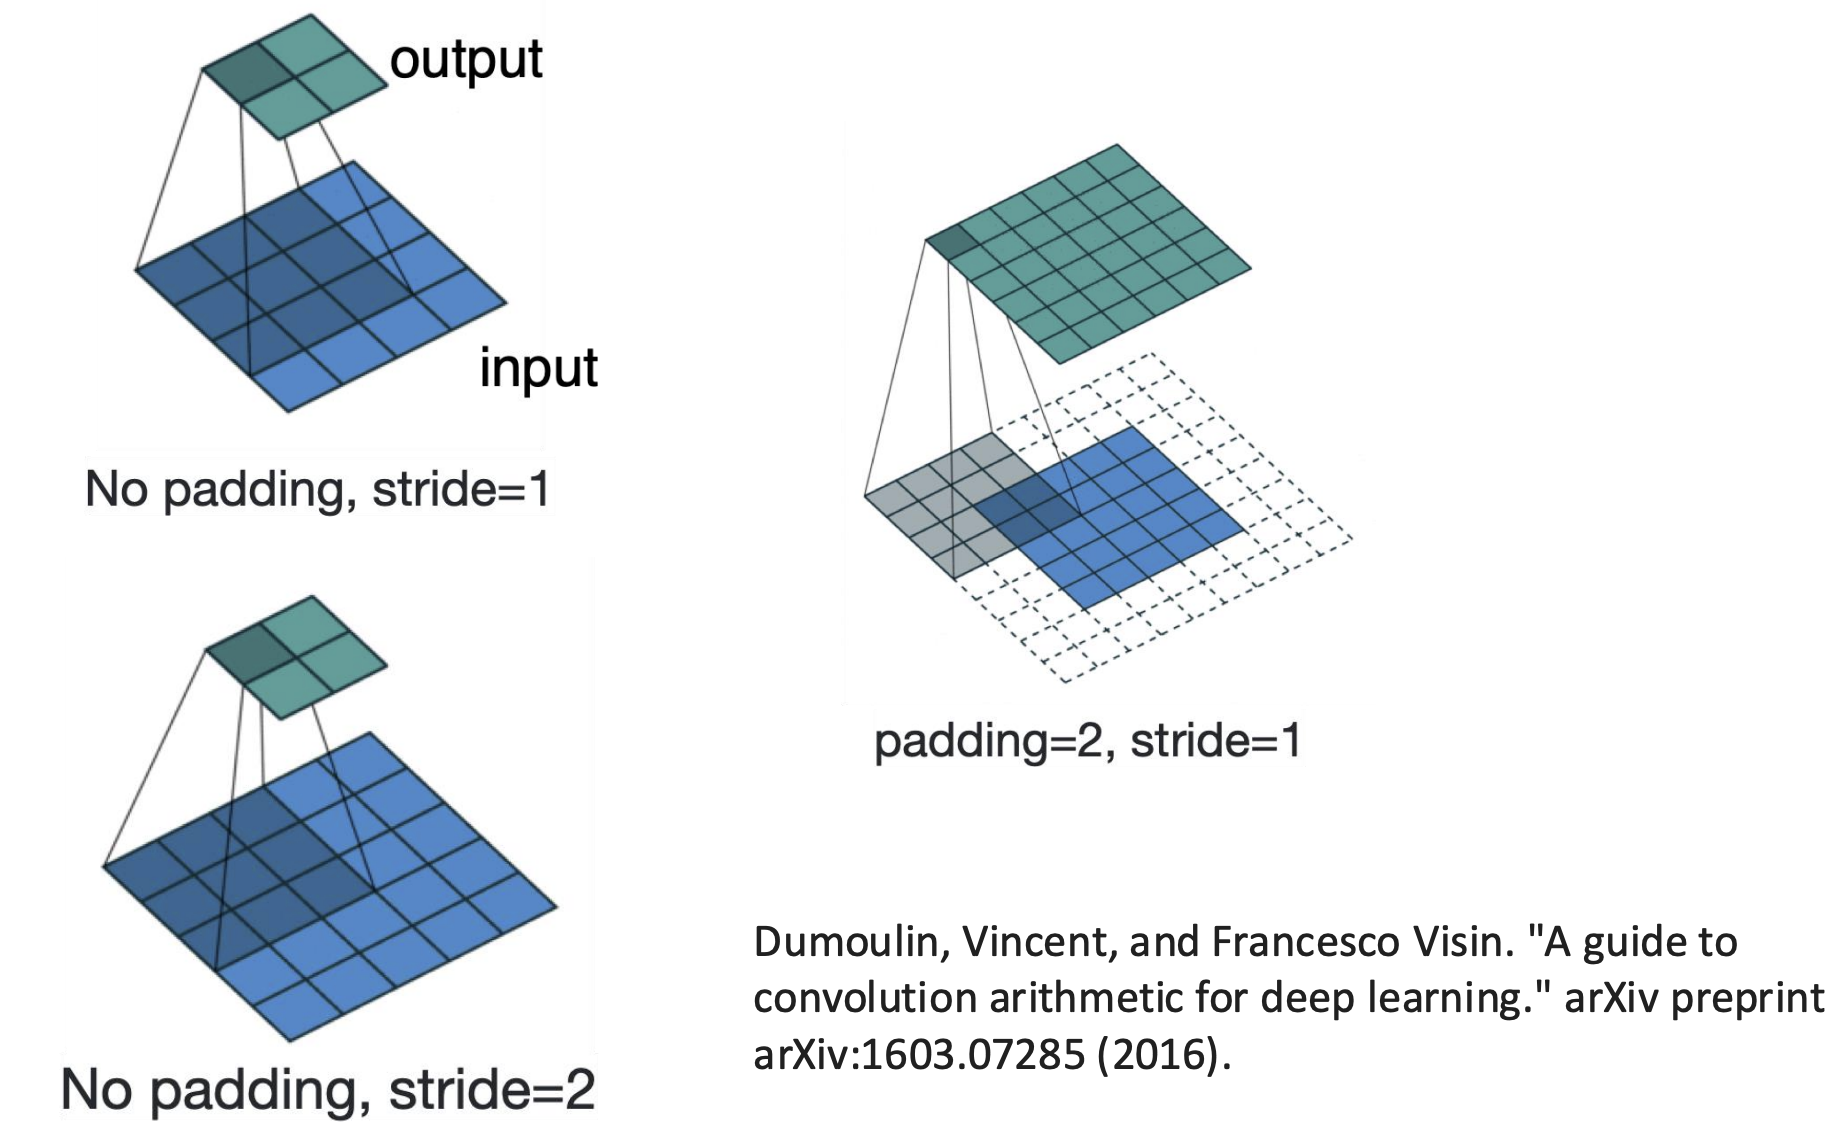 output
input
No padding, stride=1
padding=2, stride=1
No padding, stride=2
Dumoulin, Vincent, and Francesco Visin. "A guide to
convolution arithmetic for deep learning." arXiv preprint
arXiv:1603.07285 (2016).